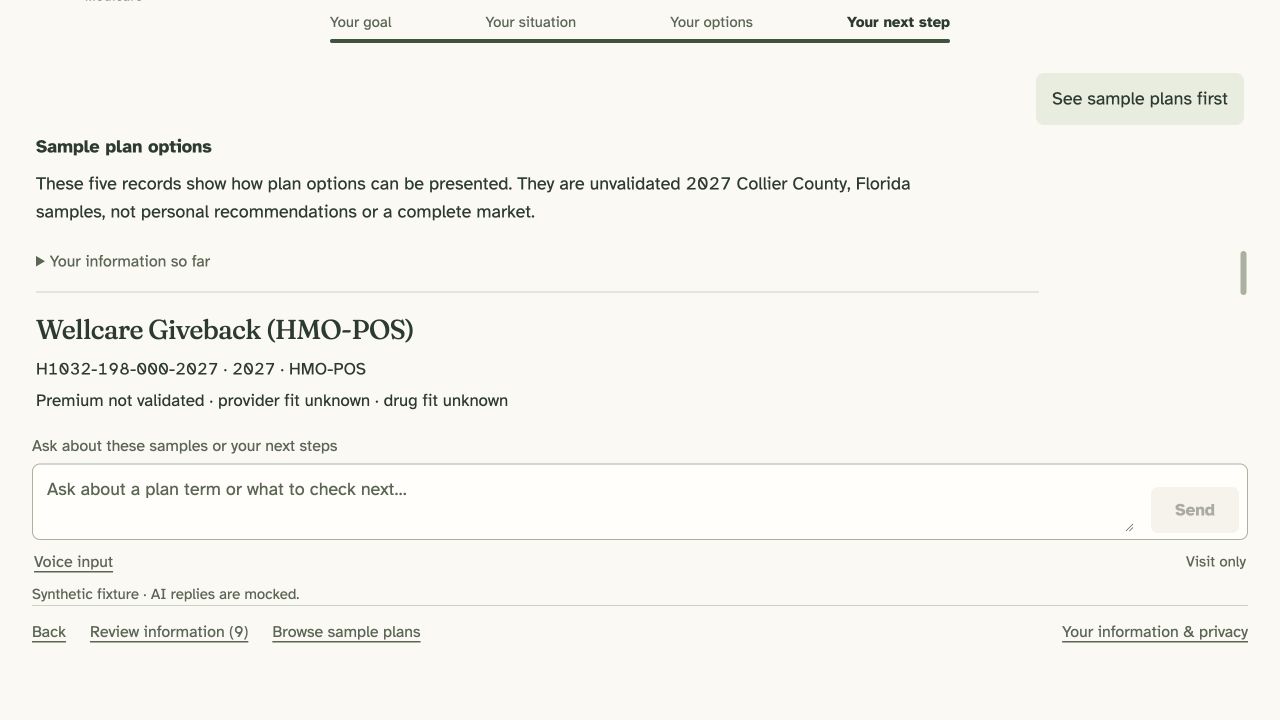 Your goal
Your situation
Your options
Your next step
See sample plans first
Sample plan options
These five records show how plan options can be presented. They are unvalidated 2027 Collier County, Florida
samples, not personal recommendations or a complete market.
Your information so far
Wellcare Giveback (HMO-POS)
H1032-198-000-2027 · 2027 · HMO-POS
Premium not validated · provider fit unknown · drug fit unknown
Ask about these samples or your next steps
Ask about a plan term or what to check next...
Send
Voice input
Visit only
Synthetic fixture · AI replies are mocked.
Back
Review information (9)
Browse sample plans
Your information & privacy